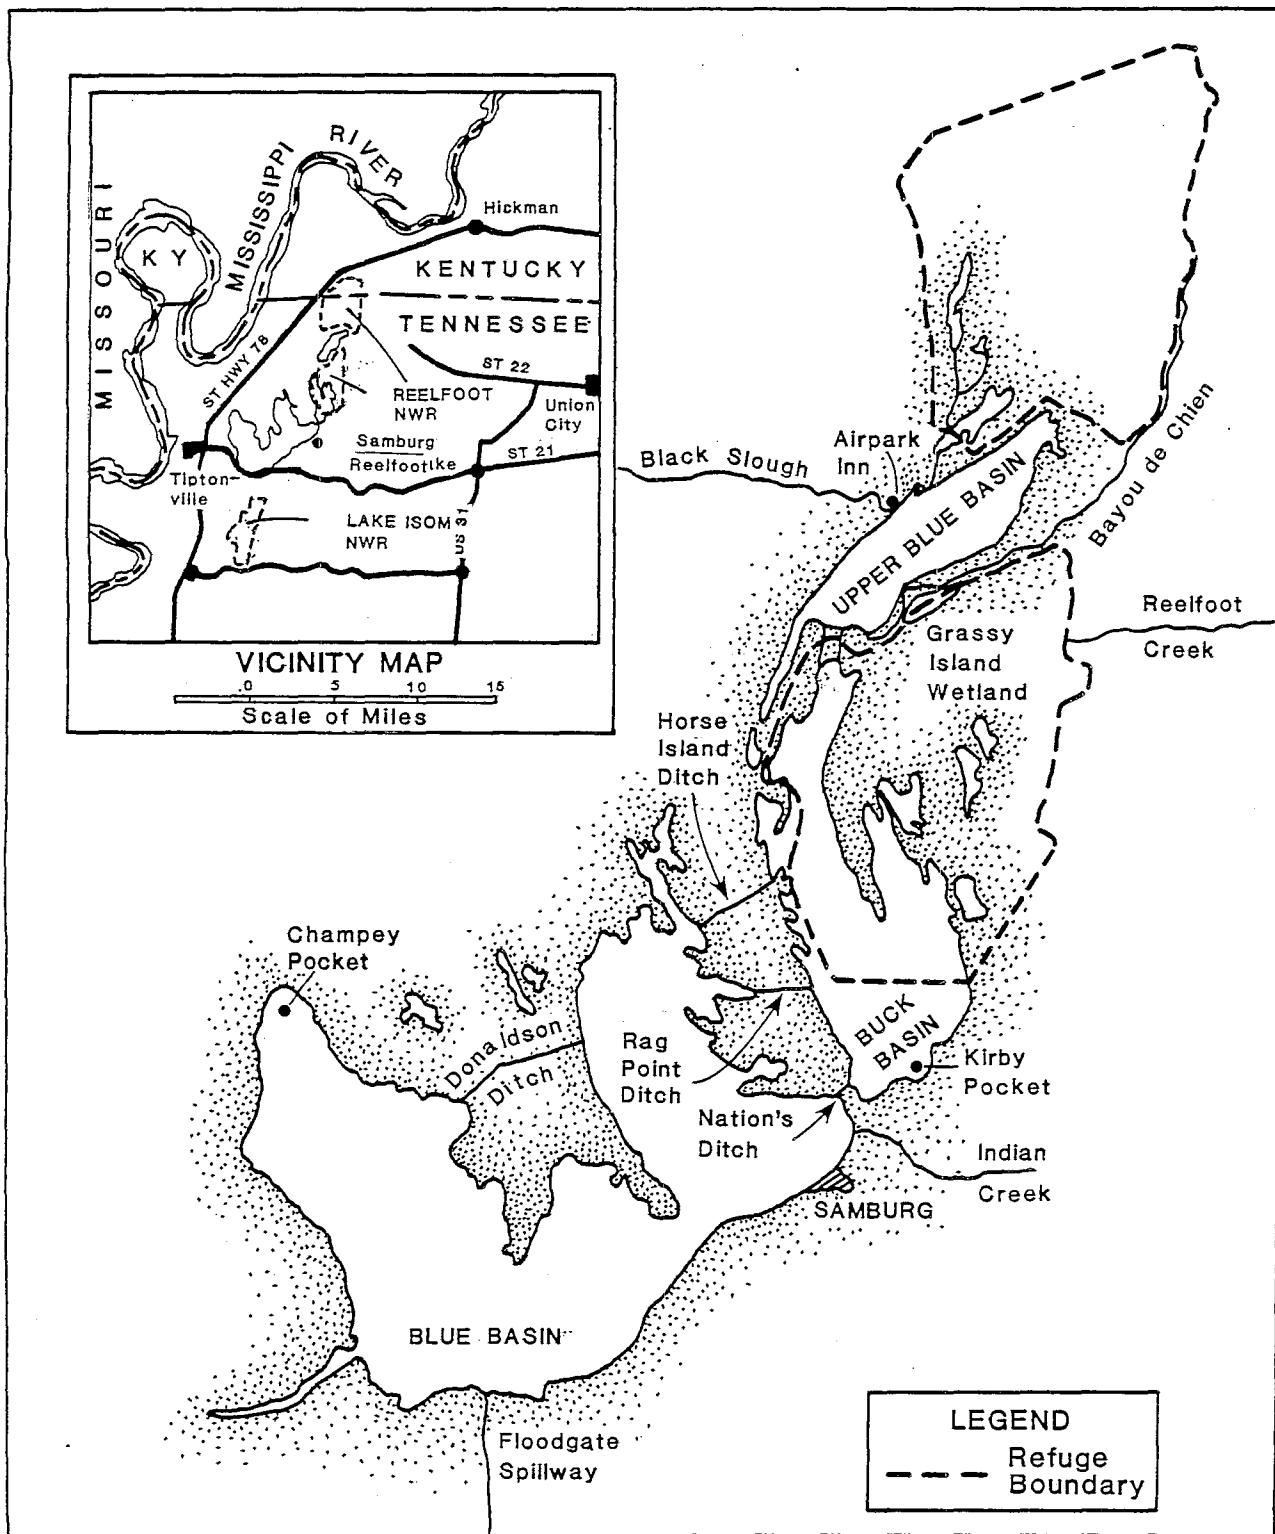 MISSOURI
KY
MISSISSIPPI
RIVER
Hickman
KENTUCKY
TENNESSEE
ST HWY 78
ST 22
REELFOOT
NWR
Union
City
Samburg
Reelfootlke
ST 21
Tipton-
ville
LAKE ISOM
NWR
US 31
VICINITY MAP
0 5 10 15
Scale of Miles
Black Slough
Airpark
Inn
UPPER BLUE BASIN
Bayou de Chien
Reelfoot
Creek
Grassy
Island
Wetland
Horse
Island
Ditch
Champey
Pocket
Donaldson
Ditch
Rag
Point
Ditch
BUCK
BASIN
Kirby
Pocket
Nation's
Ditch
Indian
Creek
SAMBURG
BLUE BASIN
Floodgate
Spillway
LEGEND
Refuge
Boundary